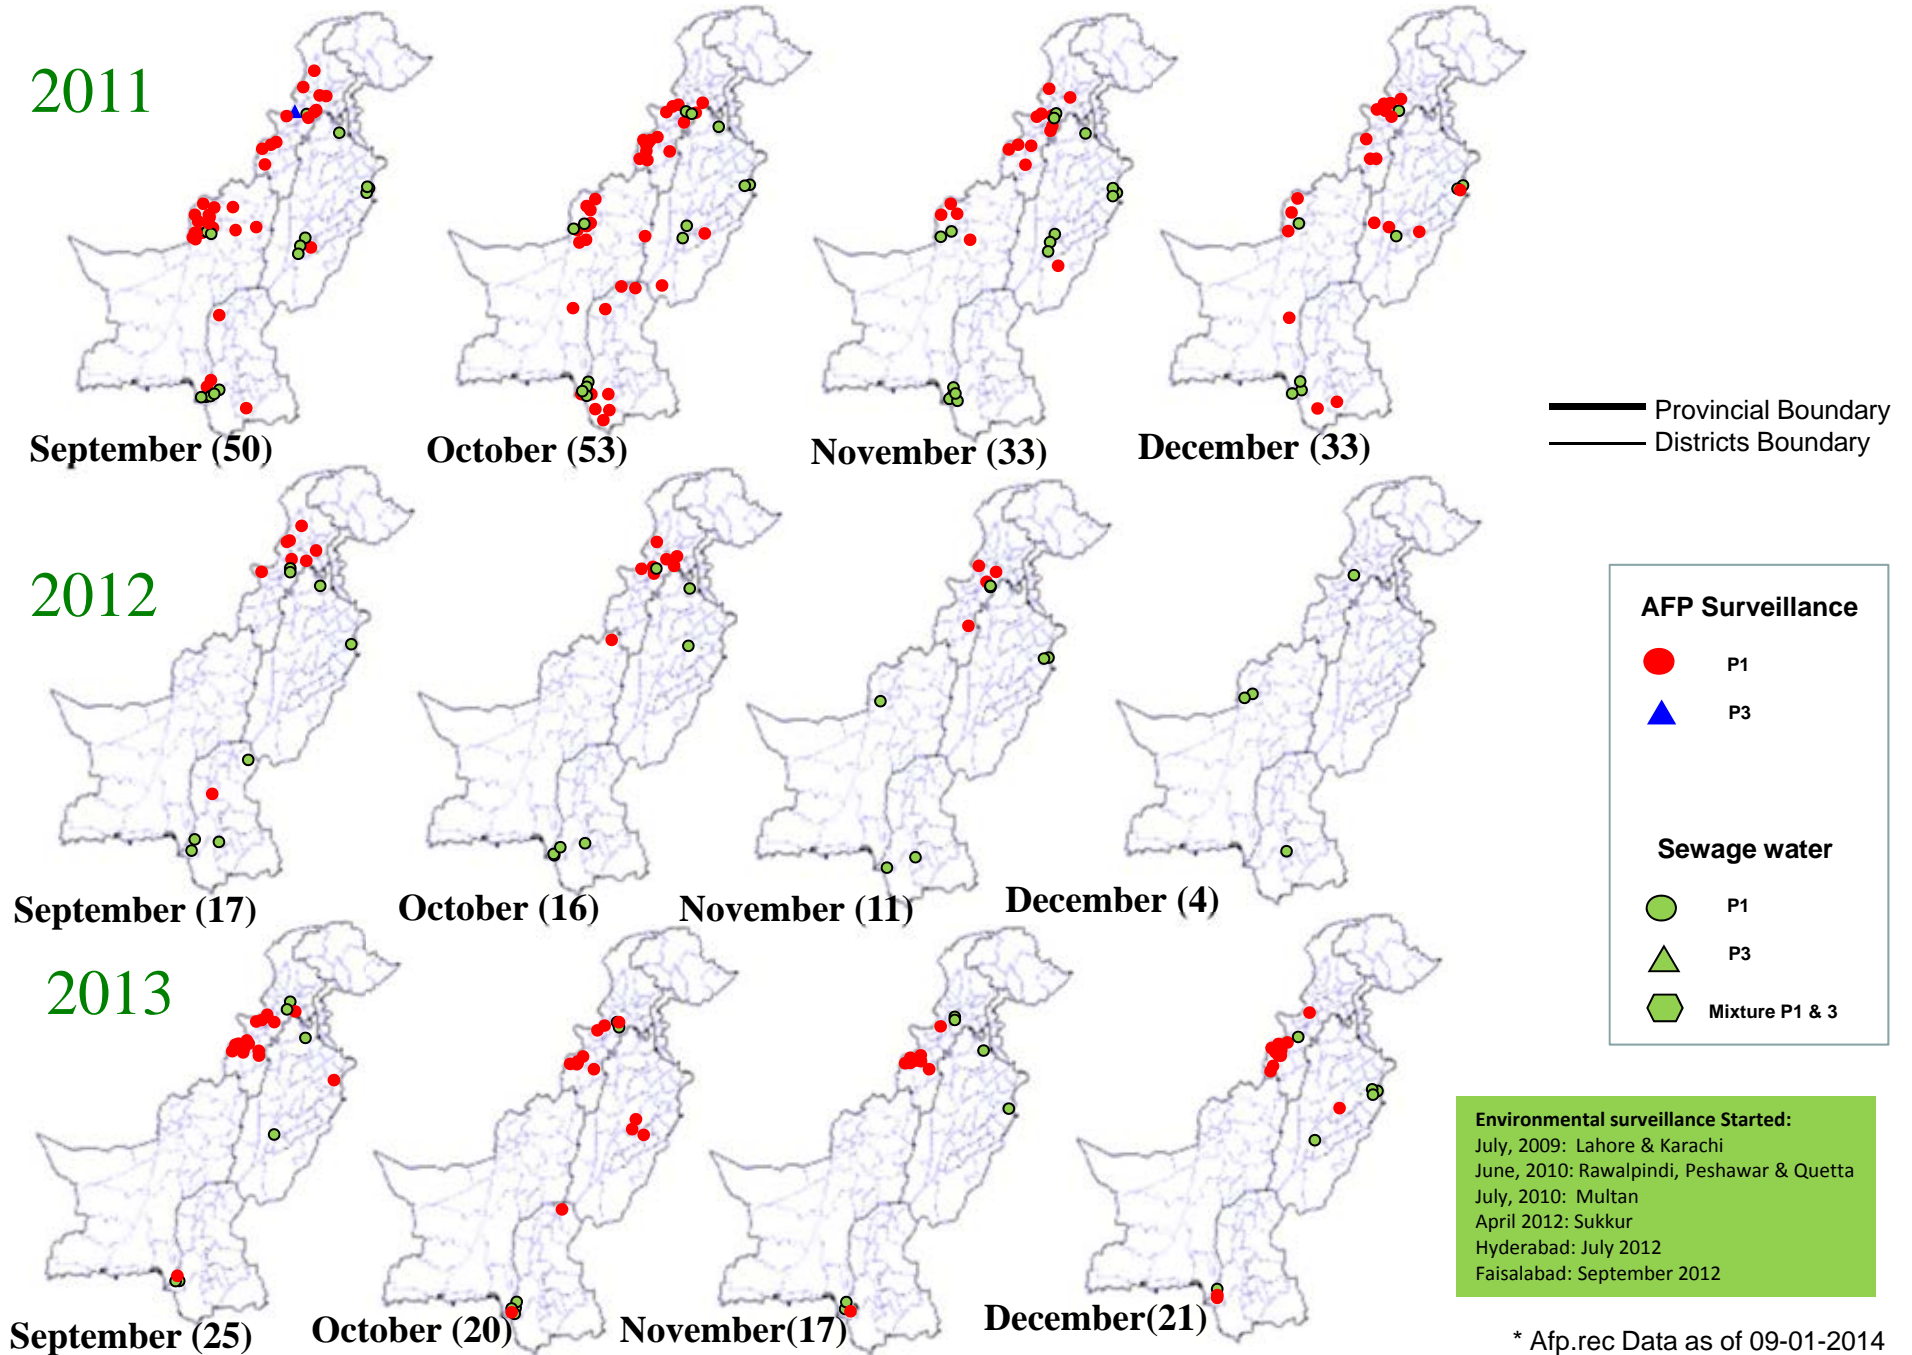 2011
September (50)
October (53)
November (33)
December (33)
Provincial Boundary
Districts Boundary
2012
September (17)
October (16)
November (11)
December (4)
AFP Surveillance
P1
P3
Sewage water
P1
P3
Mixture P1 & 3
2013
September (25)
October (20)
November(17)
December(21)
Environmental surveillance Started:
July, 2009: Lahore & Karachi
June, 2010: Rawalpindi, Peshawar & Quetta
July, 2010: Multan
April 2012: Sukkur
Hyderabad: July 2012
Faisalabad: September 2012
* Afp.rec Data as of 09-01-2014